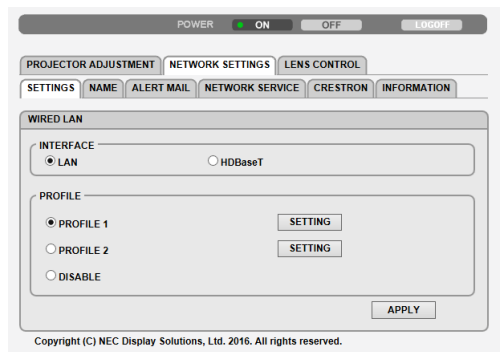 POWER ON OFF LOGOFF
PROJECTOR ADJUSTMENT NETWORK SETTINGS LENS CONTROL
SETTINGS NAME ALERT MAIL NETWORK SERVICE CRESTRON INFORMATION
WIRED LAN
INTERFACE
LAN HDBaseT
PROFILE
PROFILE 1 SETTING
PROFILE 2 SETTING
DISABLE
APPLY
Copyright (C) NEC Display Solutions, Ltd. 2016. All rights reserved.